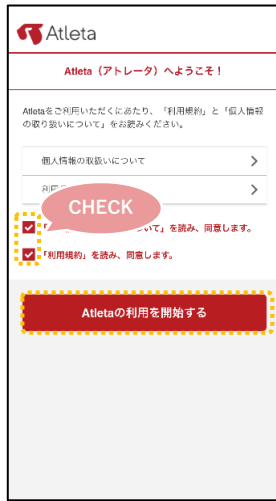 Atleta
Atleta（アトレータ）へようこそ！
Atletaをご利用いただくにあたり、「利用規約」と「個人情報
の取り扱いについて」をお読みください。
個人情報の取扱いについて
利用
CHECK
いて」を読み、同意します。
「利用規約」を読み、同意します。
Atletaの利用を開始する